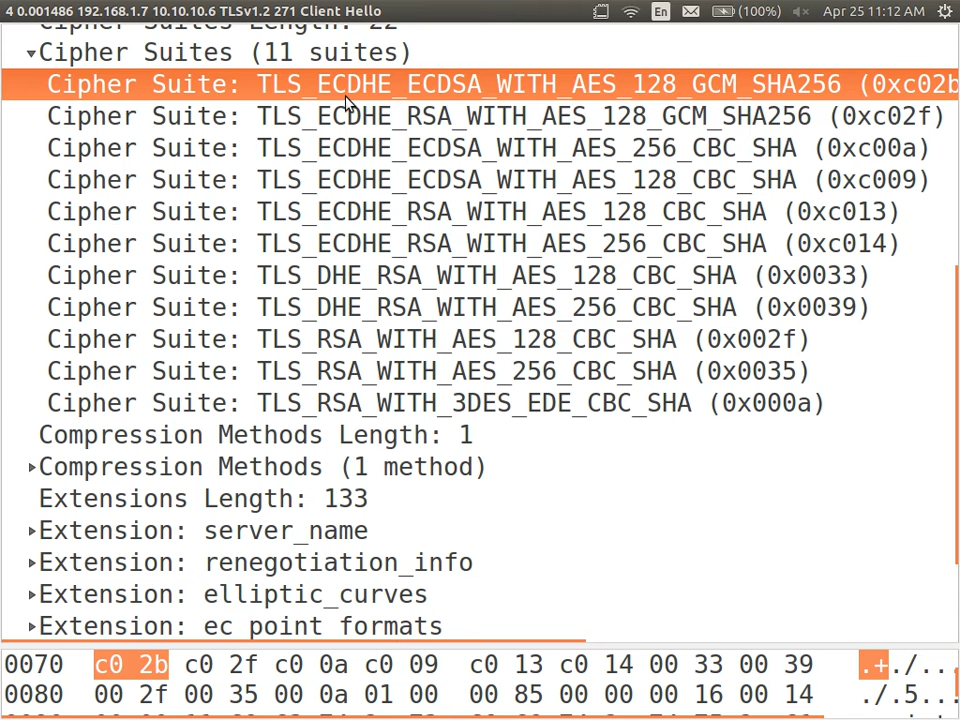 4 0.001486 192.168.1.7 10.10.10.6 TLSv1.2 271 Client Hello En (100%) Apr 25 11:12 AM
Cipher Suites Length: 22
Cipher Suites (11 suites)
Cipher Suite: TLS_ECDHE_ECDSA_WITH_AES_128_GCM_SHA256 (0xc02b
Cipher Suite: TLS_ECDHE_RSA_WITH_AES_128_GCM_SHA256 (0xc02f)
Cipher Suite: TLS_ECDHE_ECDSA_WITH_AES_256_CBC_SHA (0xc00a)
Cipher Suite: TLS_ECDHE_ECDSA_WITH_AES_128_CBC_SHA (0xc009)
Cipher Suite: TLS_ECDHE_RSA_WITH_AES_128_CBC_SHA (0xc013)
Cipher Suite: TLS_ECDHE_RSA_WITH_AES_256_CBC_SHA (0xc014)
Cipher Suite: TLS_DHE_RSA_WITH_AES_128_CBC_SHA (0x0033)
Cipher Suite: TLS_DHE_RSA_WITH_AES_256_CBC_SHA (0x0039)
Cipher Suite: TLS_RSA_WITH_AES_128_CBC_SHA (0x002f)
Cipher Suite: TLS_RSA_WITH_AES_256_CBC_SHA (0x0035)
Cipher Suite: TLS_RSA_WITH_3DES_EDE_CBC_SHA (0x000a)
Compression Methods Length: 1
Compression Methods (1 method)
Extensions Length: 133
Extension: server_name
Extension: renegotiation_info
Extension: elliptic_curves
Extension: ec_point_formats
0070 c0 2b c0 2f c0 0a c0 09 c0 13 c0 14 00 33 00 39 .+./...
0080 00 2f 00 35 00 0a 01 00 00 85 00 00 00 16 00 14 ./.5...